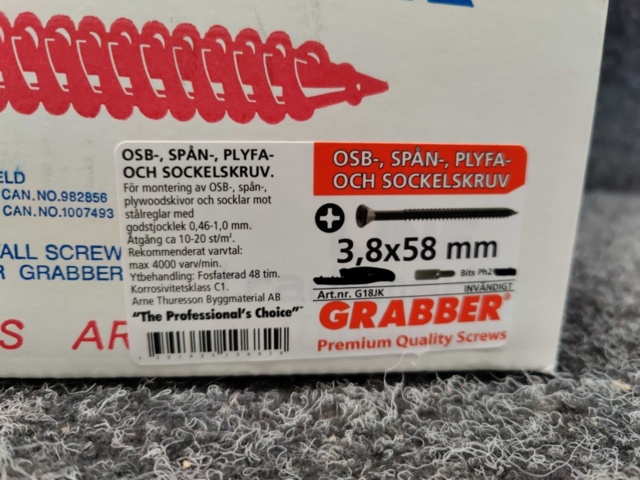 ELD
CAN.NO.982856
CAN.NO.1007493
ALL SCREW
R GRABBER
S AR
OSB-, SPÅN-, PLYFA-
OCH SOCKELSKRUV.
För montering av OSB-, spån-,
plywoodskivor och socklar mot
stålreglar med
godstjocklek 0,46-1,0 mm.
Åtgång ca 10-20 st/m².
Rekommenderat varvtal:
max 4000 varv/min.
Ytbehandling: Fosfaterad 48 tim.
Korrosivitetsklass C1.
Arne Thuresson Byggmaterial AB
"The Professional's Choice"
OSB-, SPÅN-, PLYFA-
OCH SOCKELSKRUV
3,8x58 mm
Bits Ph2
Art.nr. G18JK
INVÄNDIGT
GRABBER®
Premium Quality Screws